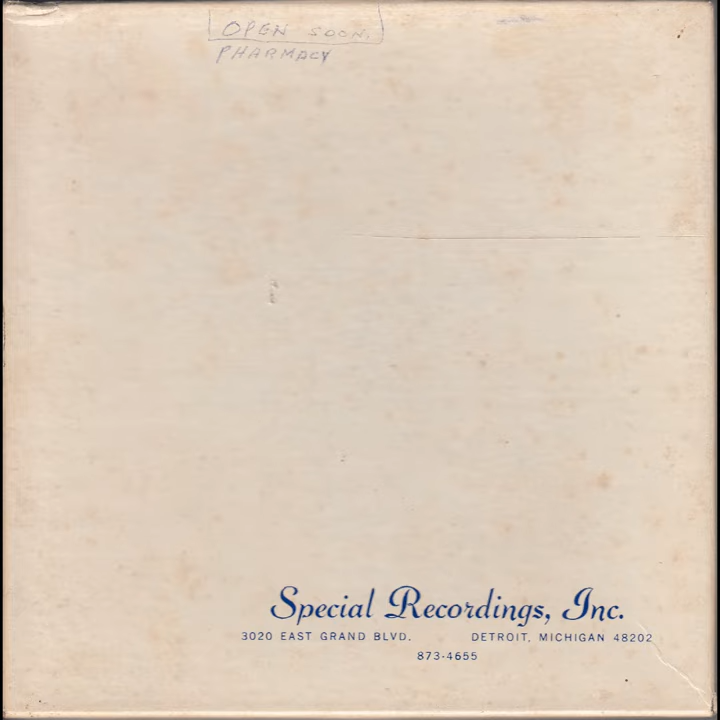 OPEN SOON,
PHARMACY
Special Recordings, Inc.
3020 EAST GRAND BLVD. DETROIT, MICHIGAN 48202
873-4655